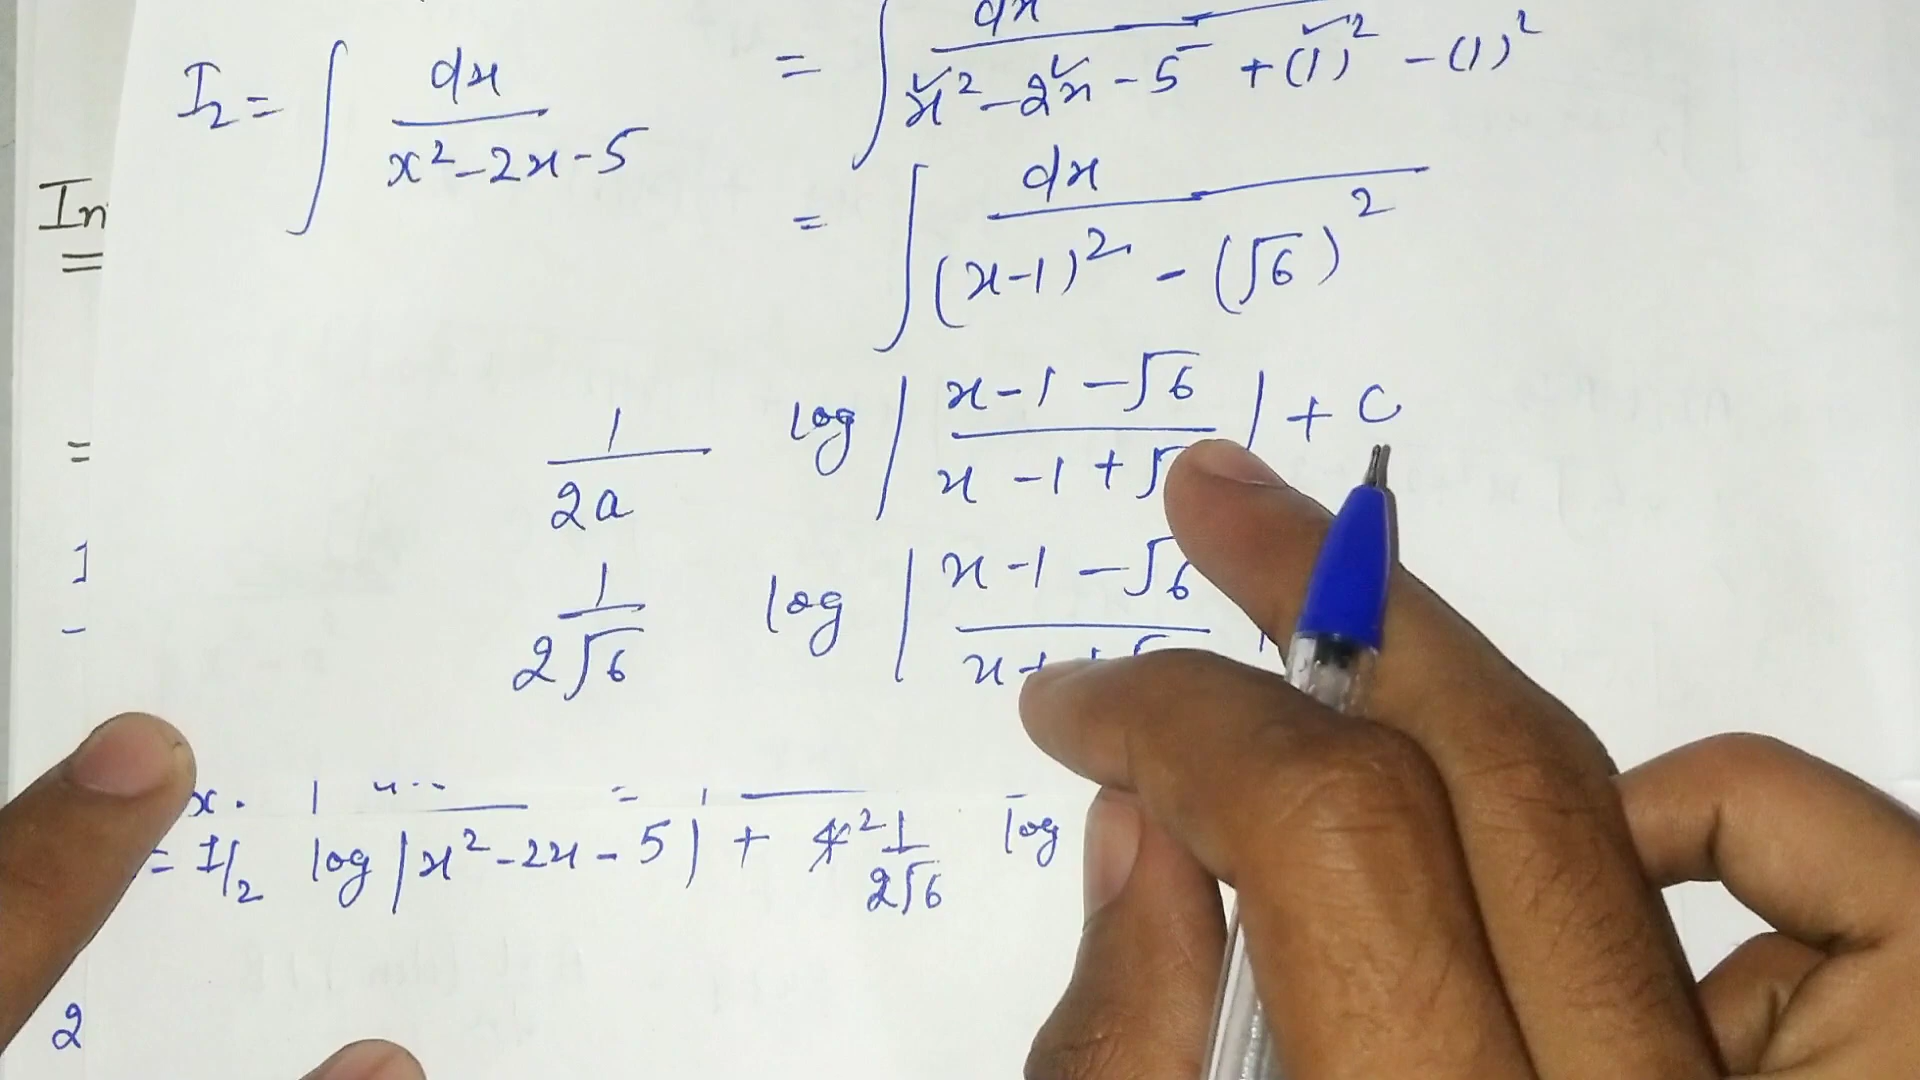 I₂ = ∫ dx / (x² - 2x - 5)
= ∫ dx / (x² - 2x - 5 + (1)² - (1)²)
In
= ∫ dx / ((x-1)² - (√6)²)
= 1/2a log | (x-1-√6) / (x-1+√ | + C
1/2√6 log | (x-1-√6) / (x
= 1/2 log |x² - 2x - 5| + 1/2√6 log
2